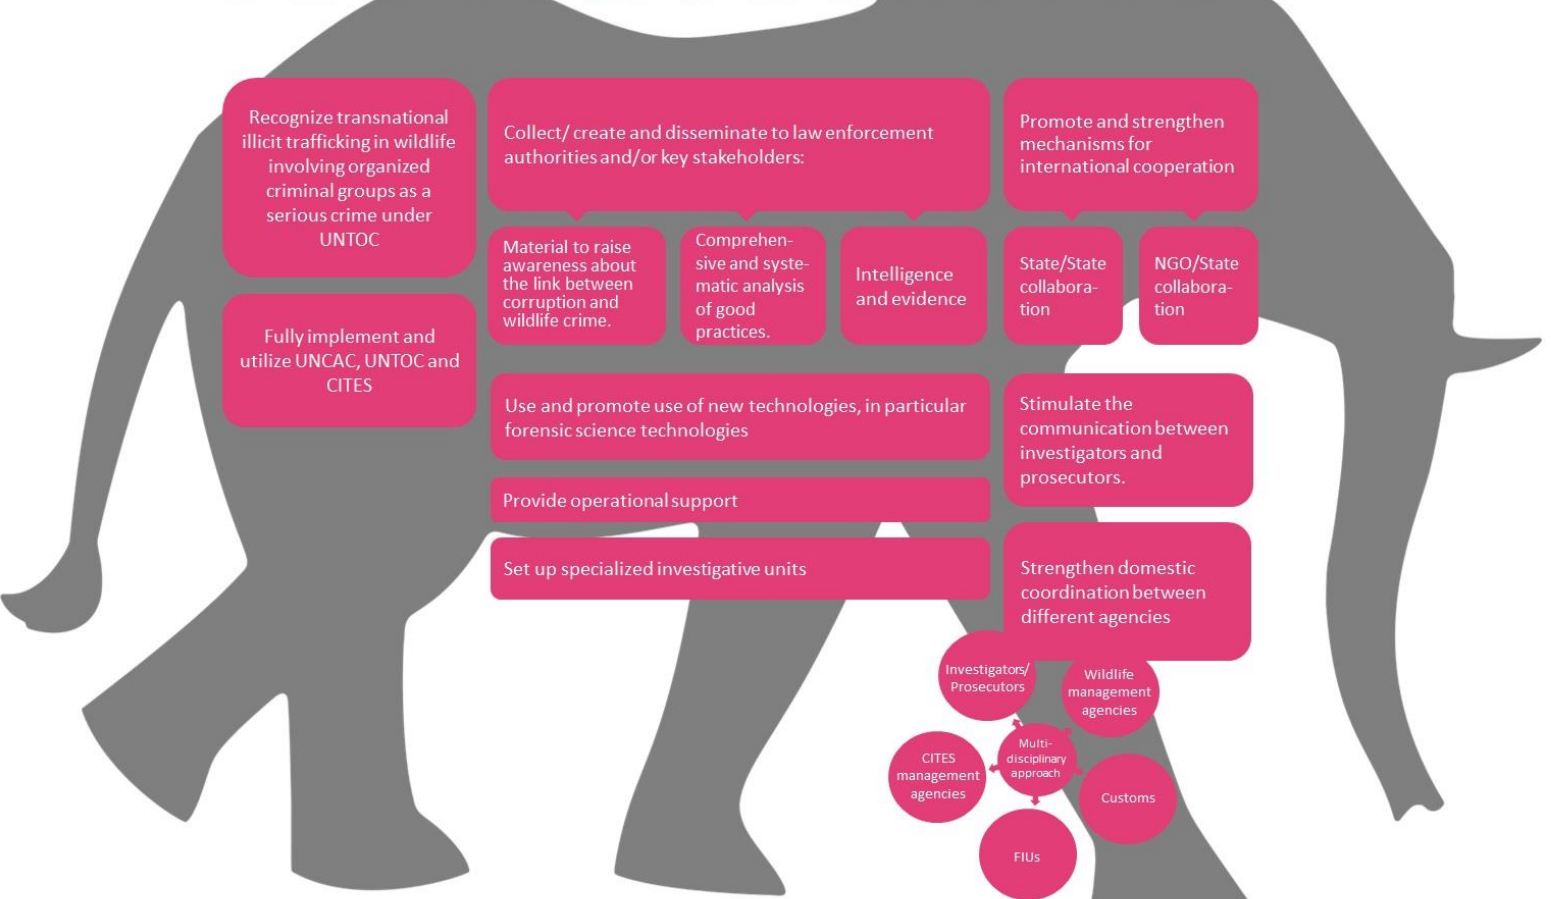 Recognize transnational
illicit trafficking in wildlife
involving organized
criminal groups as a
serious crime under
UNTOC
Fully implement and
utilize UNCAC, UNTOC and
CITES
Collect/ create and disseminate to law enforcement
authorities and/or key stakeholders:
Material to raise
awareness about
the link between
corruption and
wildlife crime.
Comprehen-
sive and syste-
matic analysis
of good
practices.
Intelligence
and evidence
Use and promote use of new technologies, in particular
forensic science technologies
Provide operational support
Set up specialized investigative units
Promote and strengthen
mechanisms for
international cooperation
State/State
collabora-
tion
NGO/State
collabora-
tion
Stimulate the
communication between
investigators and
prosecutors.
Strengthen domestic
coordination between
different agencies
Investigators/
Prosecutors
Wildlife
management
agencies
Multi-
disciplinary
approach
CITES
management
agencies
Customs
FIUs